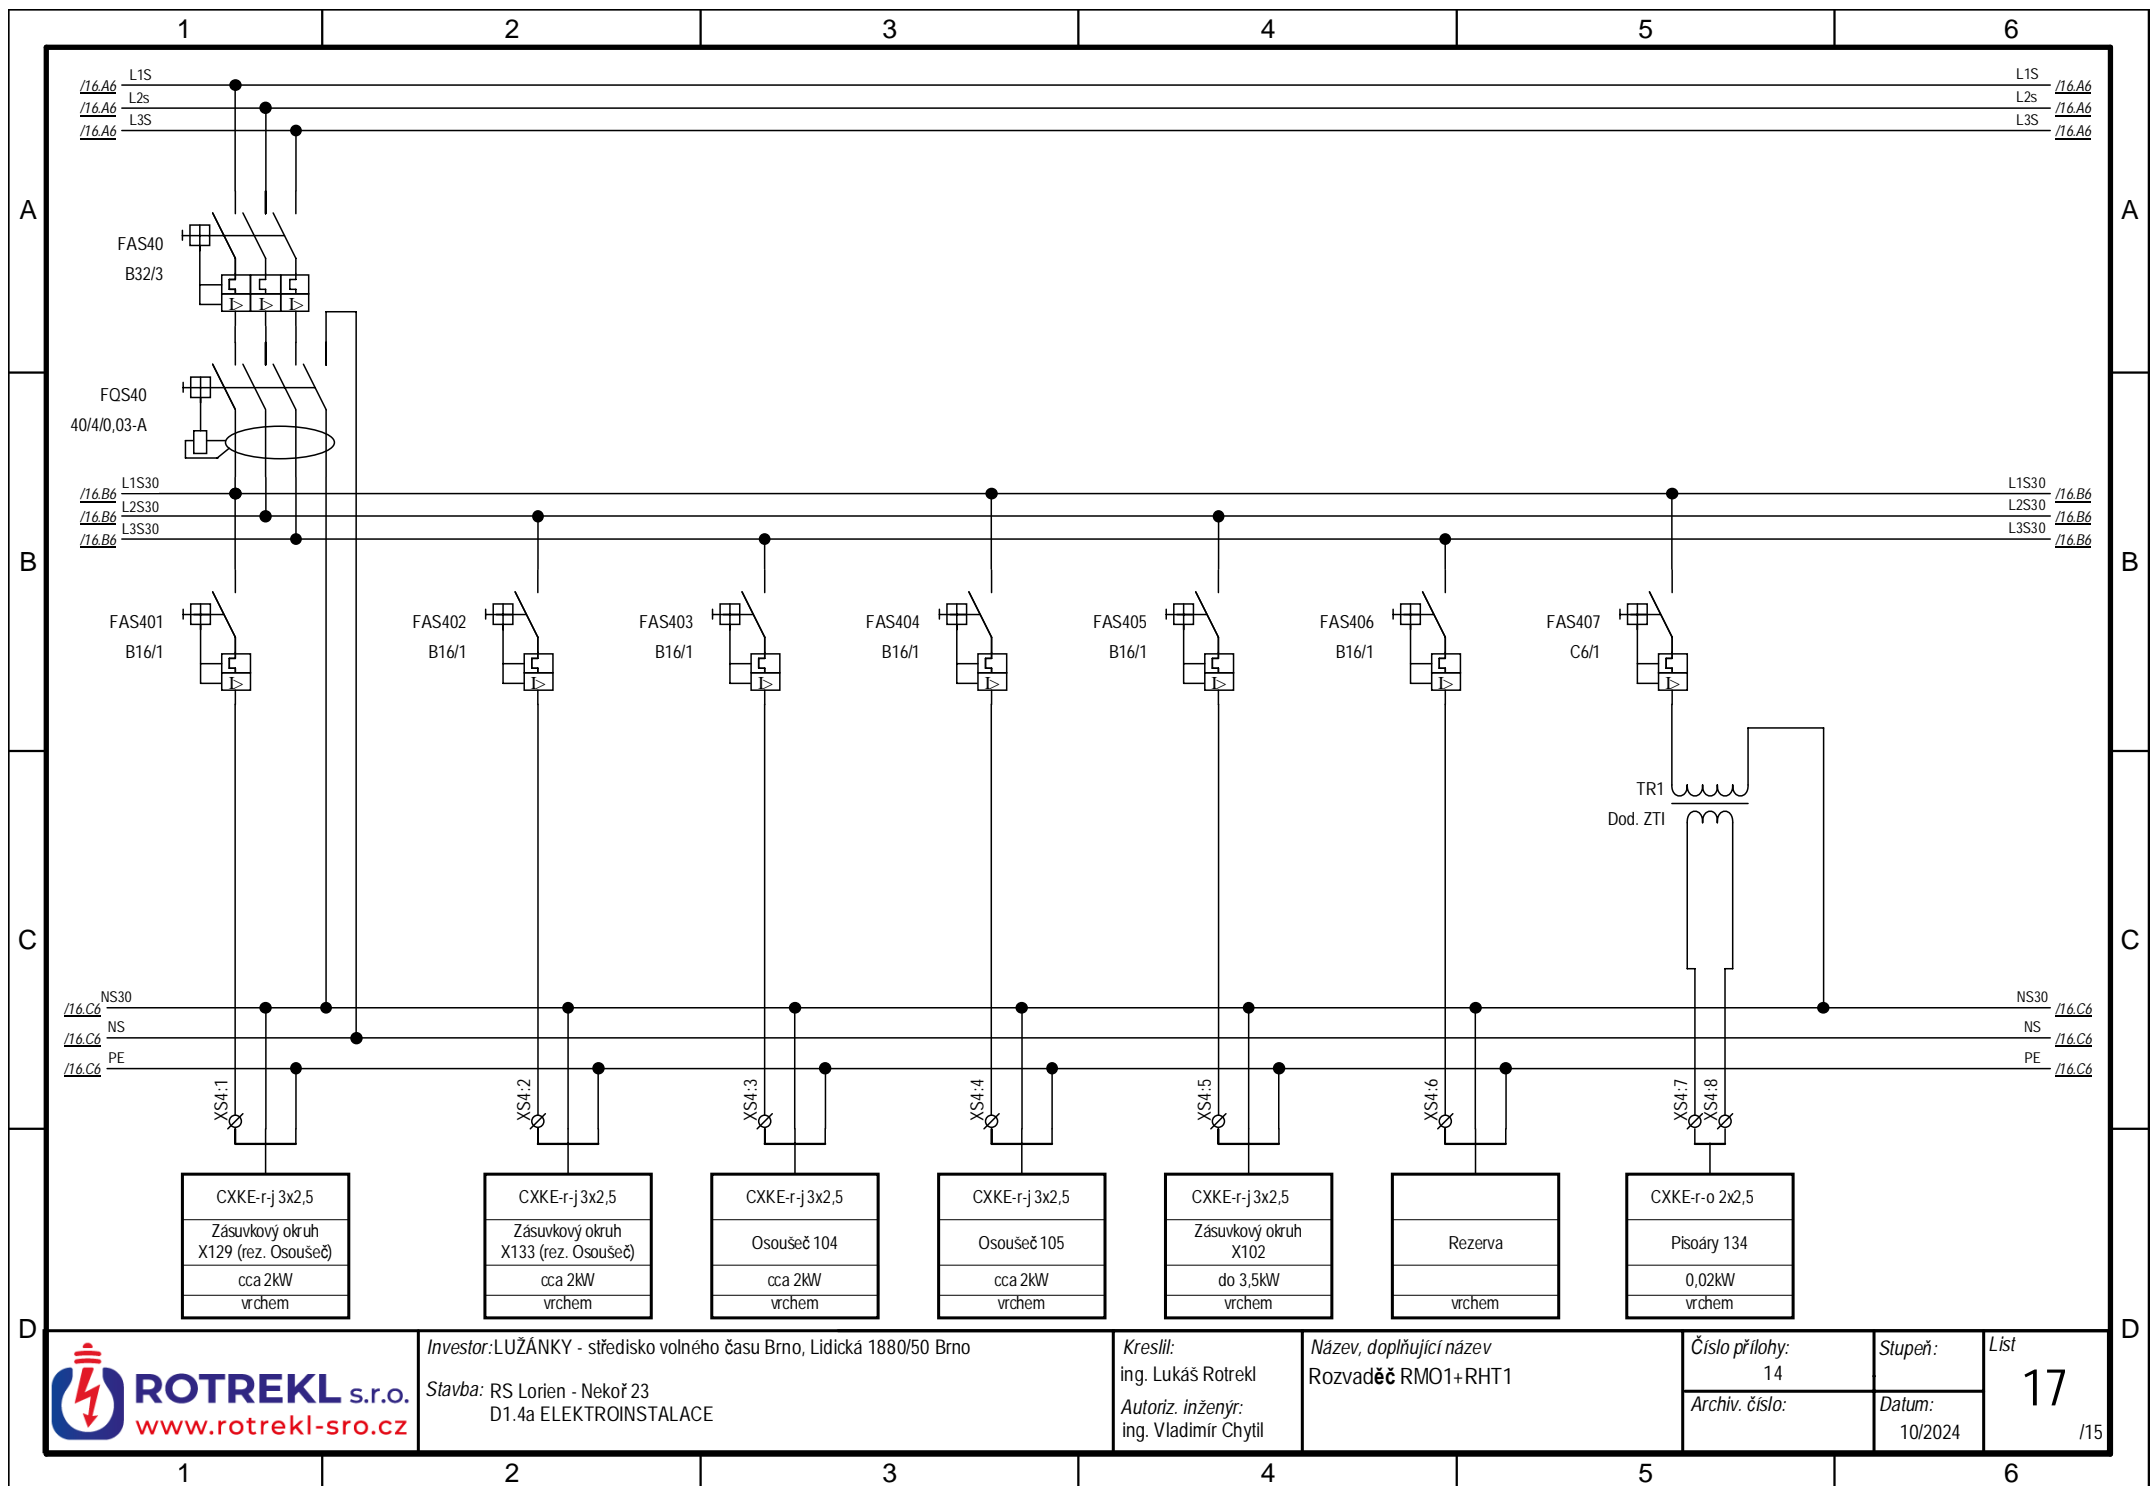 1 2 3 4 5 6
/16.A6 L1S L1S /16.A6
/16.A6 L2s L2s /16.A6
/16.A6 L3S L3S /16.A6
A A
FAS40
B32/3
I> I> I>
FQS40
40/4/0,03-A
/16.B6 L1S30 L1S30 /16.B6
/16.B6 L2S30 L2S30 /16.B6
/16.B6 L3S30 L3S30 /16.B6
B B
FAS401 FAS402 FAS403 FAS404 FAS405 FAS406 FAS407
B16/1 B16/1 B16/1 B16/1 B16/1 B16/1 C6/1
I> I> I> I> I> I> I>
TR1
Dod. ZTI
C C
/16.C6 NS30 NS30 /16.C6
/16.C6 NS NS /16.C6
/16.C6 PE PE /16.C6
XS4:1 XS4:2 XS4:3 XS4:4 XS4:5 XS4:6 XS4:7 XS4:8
CXKE-r-j 3x2,5
Zásuvkový okruh
X129 (rez. Osoušeč)
cca 2kW
vrchem
CXKE-r-j 3x2,5
Zásuvkový okruh
X133 (rez. Osoušeč)
cca 2kW
vrchem
CXKE-r-j 3x2,5
Osoušeč 104
cca 2kW
vrchem
CXKE-r-j 3x2,5
Osoušeč 105
cca 2kW
vrchem
CXKE-r-j 3x2,5
Zásuvkový okruh
X102
do 3,5kW
vrchem
Rezerva
vrchem
CXKE-r-o 2x2,5
Pisoáry 134
0,02kW
vrchem
D D
ROTREKL s.r.o.
www.rotrekl-sro.cz
Investor: LUŽÁNKY - středisko volného času Brno, Lidická 1880/50 Brno
Stavba: RS Lorien - Nekoř 23
D1.4a ELEKTROINSTALACE
Kreslil:
ing. Lukáš Rotrekl
Autoriz. inženýr:
ing. Vladimír Chytil
Název, doplňující název
Rozvaděč RMO1+RHT1
Číslo přílohy:
14
Archiv. číslo:
Stupeň:
Datum:
10/2024
List
17
/15
1 2 3 4 5 6